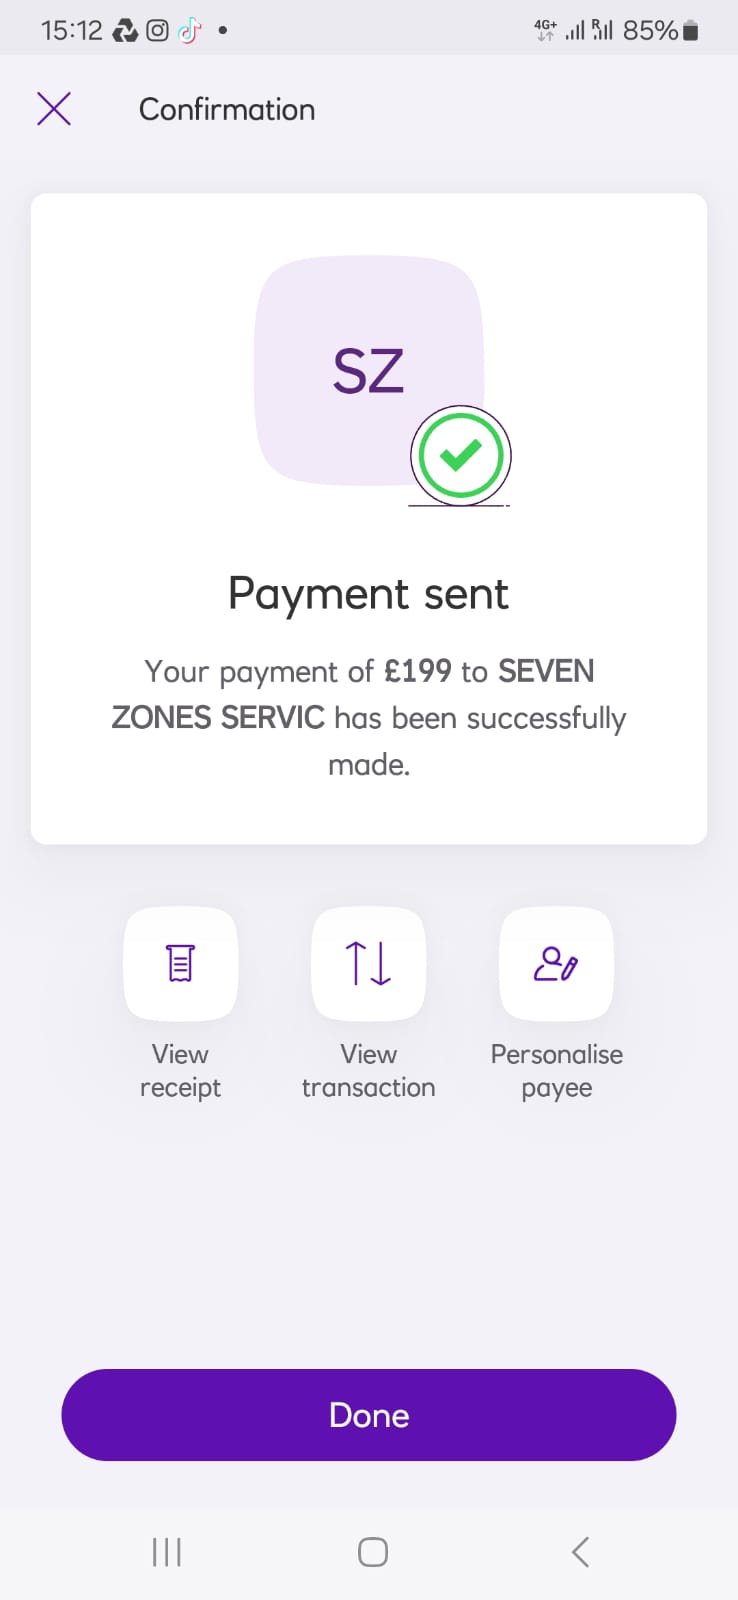 15:12 4G+ R 85%
Confirmation
SZ
Payment sent
Your payment of £199 to SEVEN
ZONES SERVIC has been successfully
made.
View View Personalise
receipt transaction payee
Done